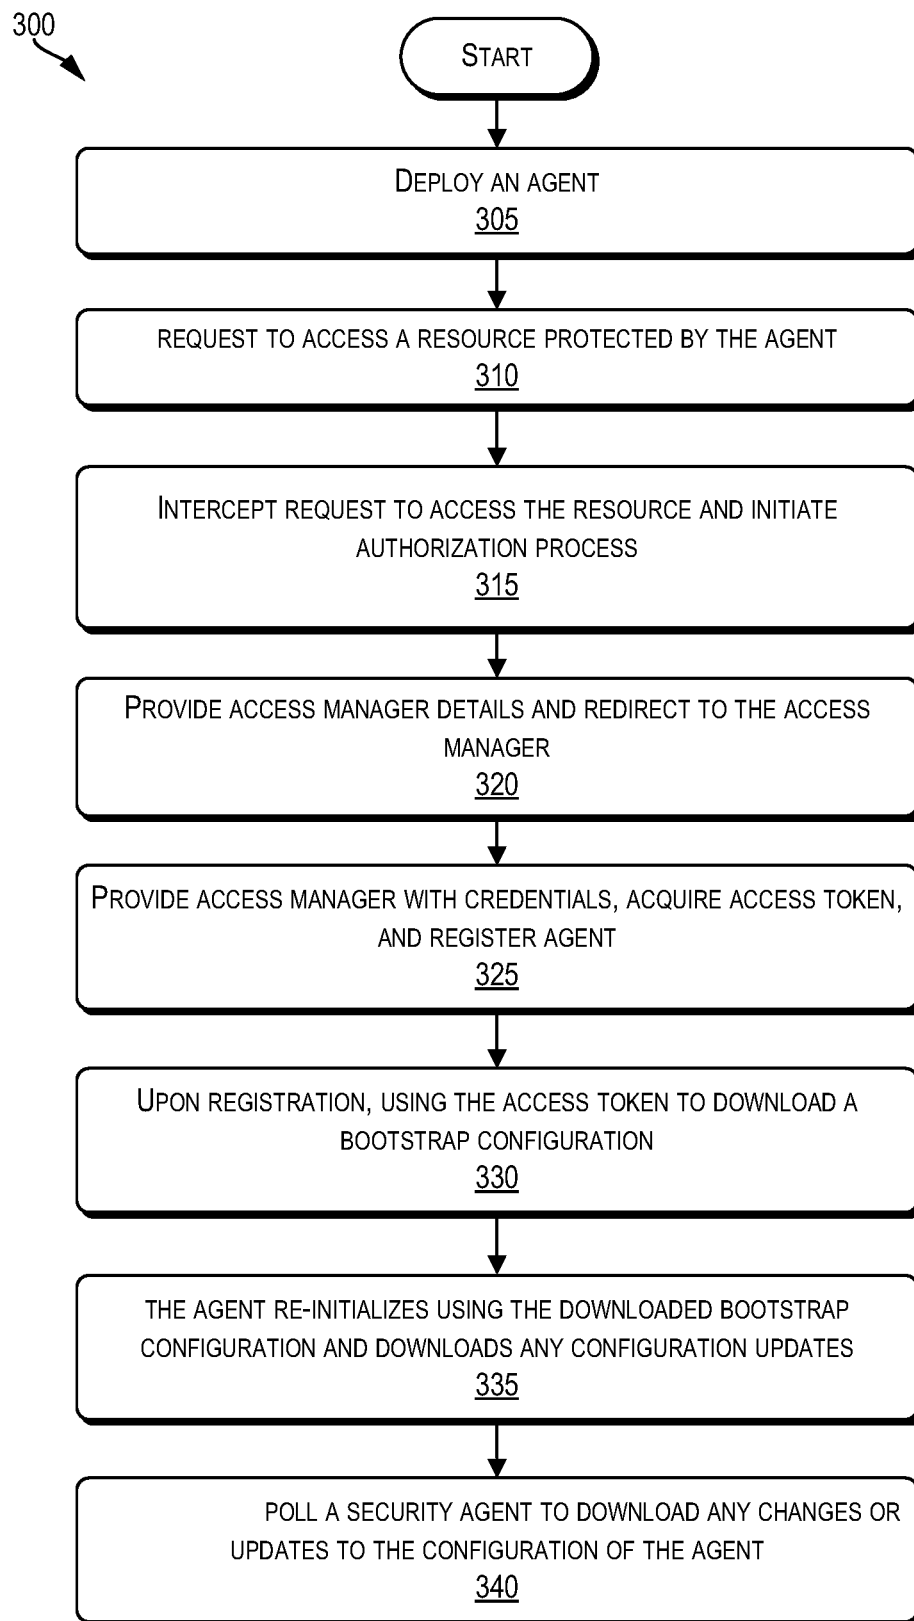 300
START
DEPLOY AN AGENT
305
REQUEST TO ACCESS A RESOURCE PROTECTED BY THE AGENT
310
INTERCEPT REQUEST TO ACCESS THE RESOURCE AND INITIATE
AUTHORIZATION PROCESS
315
PROVIDE ACCESS MANAGER DETAILS AND REDIRECT TO THE ACCESS
MANAGER
320
PROVIDE ACCESS MANAGER WITH CREDENTIALS, ACQUIRE ACCESS TOKEN,
AND REGISTER AGENT
325
UPON REGISTRATION, USING THE ACCESS TOKEN TO DOWNLOAD A
BOOTSTRAP CONFIGURATION
330
THE AGENT RE-INITIALIZES USING THE DOWNLOADED BOOTSTRAP
CONFIGURATION AND DOWNLOADS ANY CONFIGURATION UPDATES
335
POLL A SECURITY AGENT TO DOWNLOAD ANY CHANGES OR
UPDATES TO THE CONFIGURATION OF THE AGENT
340